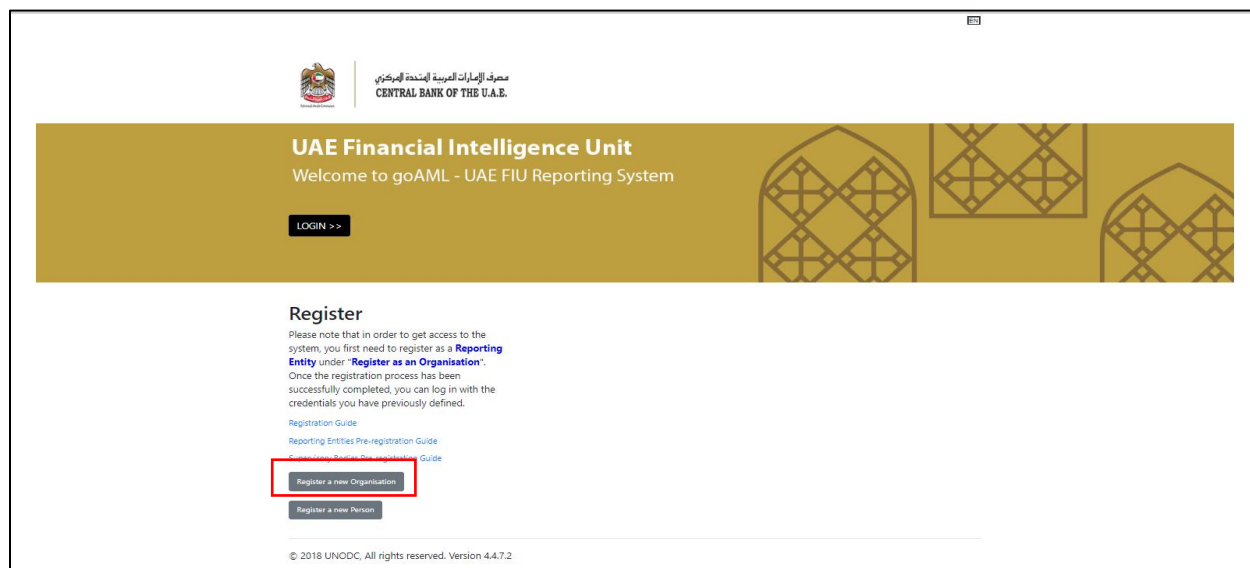 EN
مصرف الإمارات العربية المتحدة المركزي
CENTRAL BANK OF THE U.A.E.
UAE Financial Intelligence Unit
Welcome to goAML - UAE FIU Reporting System
LOGIN >>
Register
Please note that in order to get access to the
system, you first need to register as a Reporting
Entity under "Register as an Organisation".
Once the registration process has been
successfully completed, you can log in with the
credentials you have previously defined.
Registration Guide
Reporting Entities Pre-registration Guide
Supervisory Bodies Pre-registration Guide
Register a new Organisation
Register a new Person
© 2018 UNODC, All rights reserved. Version 4.4.7.2